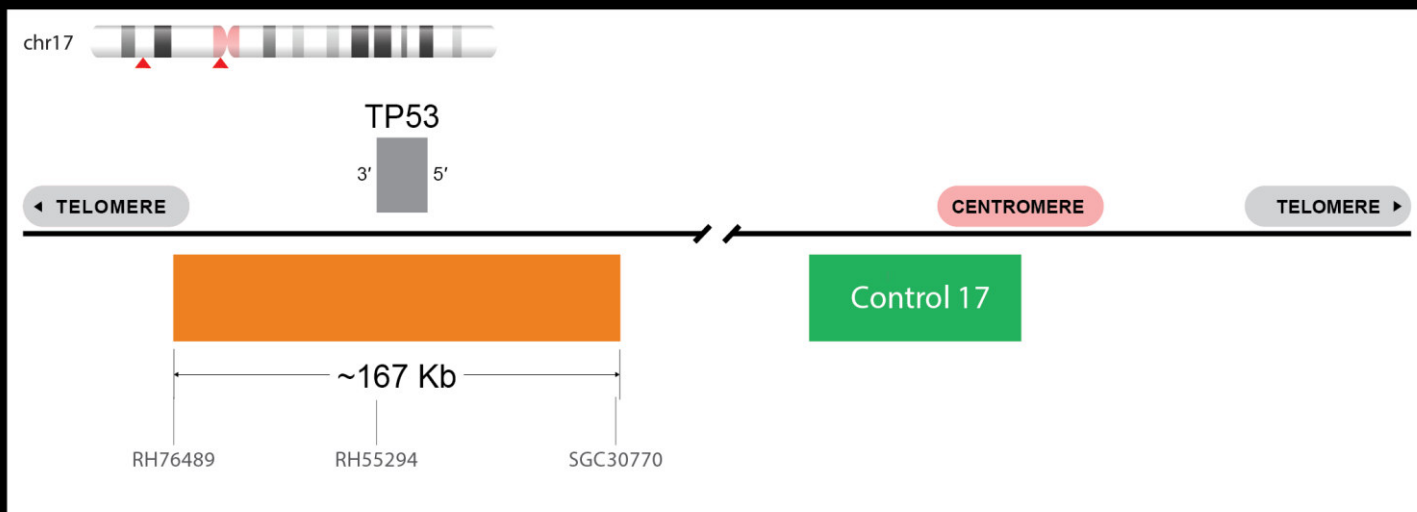 chr17
TP53
3′ 5′
◄ TELOMERE CENTROMERE TELOMERE ►
Control 17
~167 Kb
RH76489 RH55294 SGC30770